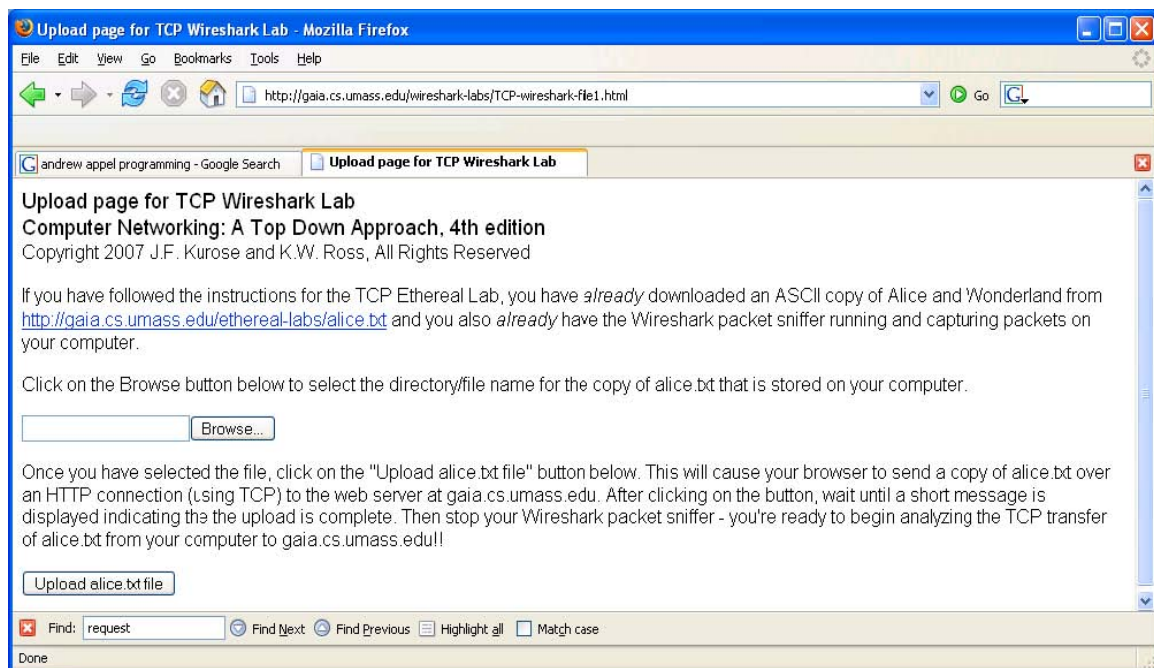 Upload page for TCP Wireshark Lab - Mozilla Firefox
File Edit View Go Bookmarks Tools Help
http://gaia.cs.umass.edu/wireshark-labs/TCP-wireshark-file1.html Go G
G andrew appel programming - Google Search Upload page for TCP Wireshark Lab
Upload page for TCP Wireshark Lab
Computer Networking: A Top Down Approach, 4th edition
Copyright 2007 J.F. Kurose and K.W. Ross, All Rights Reserved
If you have followed the instructions for the TCP Ethereal Lab, you have already downloaded an ASCII copy of Alice and Wonderland from
http://gaia.cs.umass.edu/ethereal-labs/alice.txt and you also already have the Wireshark packet sniffer running and capturing packets on
your computer.
Click on the Browse button below to select the directory/file name for the copy of alice.txt that is stored on your computer.
Browse...
Once you have selected the file, click on the "Upload alice.txt file" button below. This will cause your browser to send a copy of alice.txt over
an HTTP connection (using TCP) to the web server at gaia.cs.umass.edu. After clicking on the button, wait until a short message is
displayed indicating the the upload is complete. Then stop your Wireshark packet sniffer - you're ready to begin analyzing the TCP transfer
of alice.txt from your computer to gaia.cs.umass.edu!!
Upload alice.txt file
Find: request Find Next Find Previous Highlight all Match case
Done